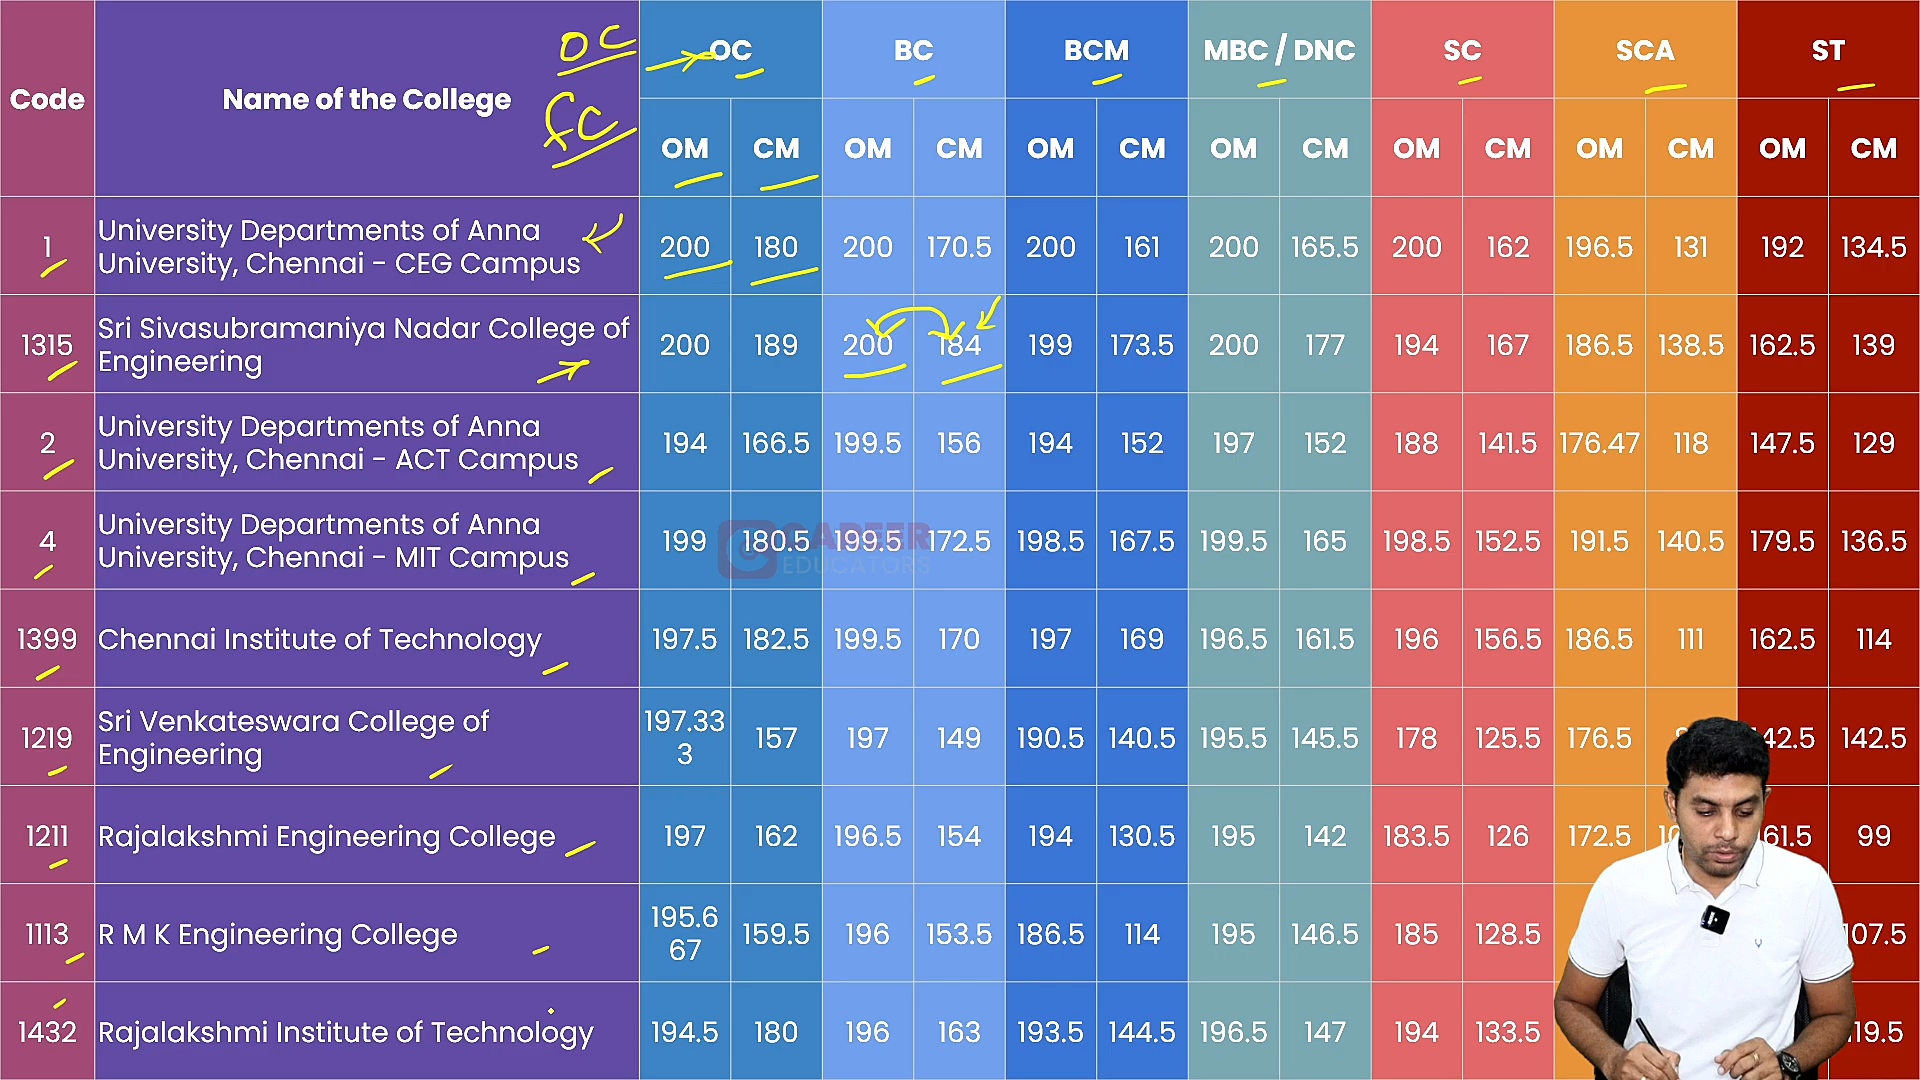 Code Name of the College OC FC OC BC BCM MBC / DNC SC SCA ST
OM CM OM CM OM CM OM CM OM CM OM CM OM CM
1 University Departments of Anna University, Chennai - CEG Campus 200 180 200 170.5 200 161 200 165.5 200 162 196.5 131 192 134.5
1315 Sri Sivasubramaniya Nadar College of Engineering 200 189 200 184 199 173.5 200 177 194 167 186.5 138.5 162.5 139
2 University Departments of Anna University, Chennai - ACT Campus 194 166.5 199.5 156 194 152 197 152 188 141.5 176.47 118 147.5 129
4 University Departments of Anna University, Chennai - MIT Campus 199 180.5 199.5 172.5 198.5 167.5 199.5 165 198.5 152.5 191.5 140.5 179.5 136.5
CAREER
EDUCATORS
1399 Chennai Institute of Technology 197.5 182.5 199.5 170 197 169 196.5 161.5 196 156.5 186.5 111 162.5 114
1219 Sri Venkateswara College of Engineering 197.333 157 197 149 190.5 140.5 195.5 145.5 178 125.5 176.5 142.5
1211 Rajalakshmi Engineering College 197 162 196.5 154 194 130.5 195 142 183.5 126 172.5 99
1113 R M K Engineering College 195.667 159.5 196 153.5 186.5 114 195 146.5 185 128.5
1432 Rajalakshmi Institute of Technology 194.5 180 196 163 193.5 144.5 196.5 147 194 133.5